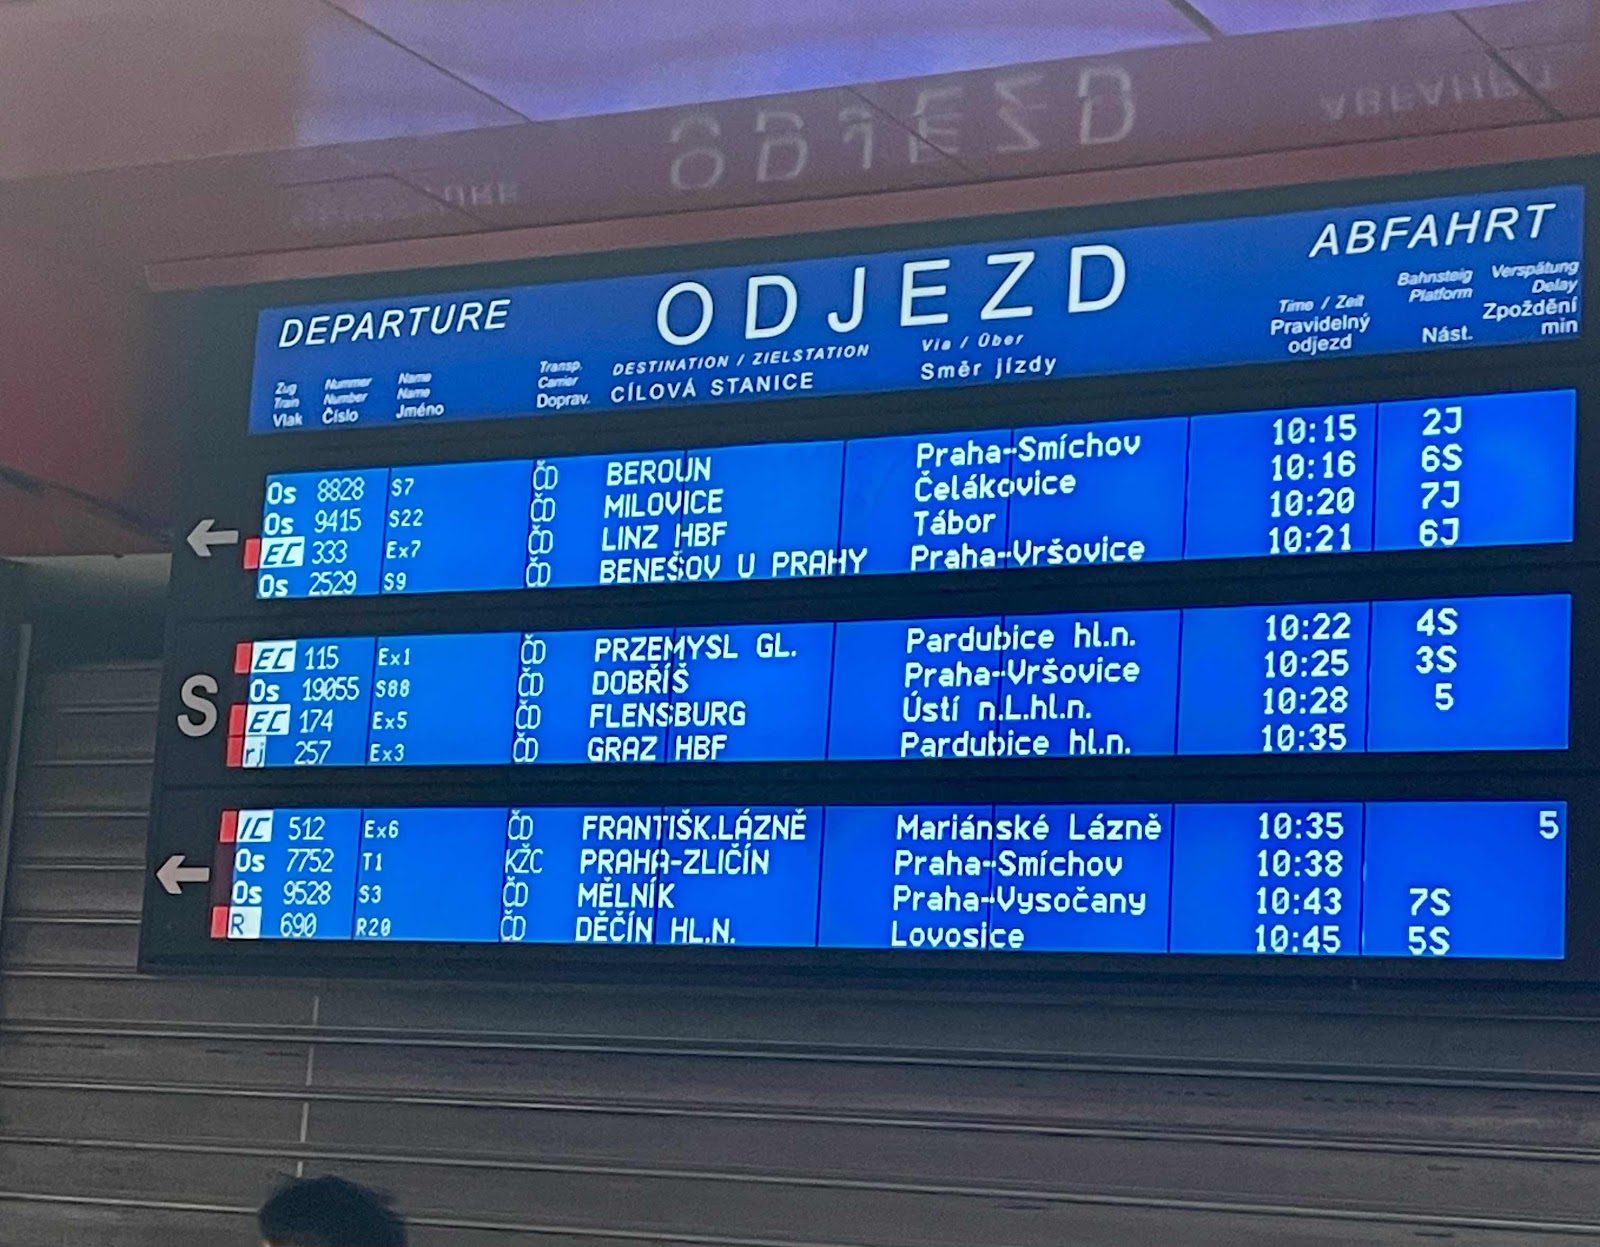 DEPARTURE ODJEZD ABFAHRT
Zug Nummer Name Transp. DESTINATION / ZIELSTATION Via / Über Time / Zeit Bahnsteig Verspätung
Train Number Name Carrier CÍLOVÁ STANICE Směr jízdy Pravidelný Platform Delay
Vlak Číslo Jméno Doprav. odjezd Nást. Zpoždění min
Os 8828 S7 ČD BEROUN Praha-Smíchov 10:15 2J
Os 9415 S22 ČD MILOVICE Čelákovice 10:16 6S
EC 333 Ex7 ČD LINZ HBF Tábor 10:20 7J
Os 2529 S9 ČD BENEŠOV U PRAHY Praha-Vršovice 10:21 6J
EC 115 Ex1 ČD PRZEMYSL GL. Pardubice hl.n. 10:22 4S
Os 19055 S88 ČD DOBŘÍŠ Praha-Vršovice 10:25 3S
S
EC 174 Ex5 ČD FLENSBURG Ústí n.L.hl.n. 10:28 5
rj 257 Ex3 ČD GRAZ HBF Pardubice hl.n. 10:35
IC 512 Ex6 ČD FRANTIŠK.LÁZNĚ Mariánské Lázně 10:35 5
Os 7752 T1 KŽC PRAHA-ZLIČÍN Praha-Smíchov 10:38
Os 9528 S3 ČD MĚLNÍK Praha-Vysočany 10:43 7S
R 690 R20 ČD DĚČÍN HL.N. Lovosice 10:45 5S